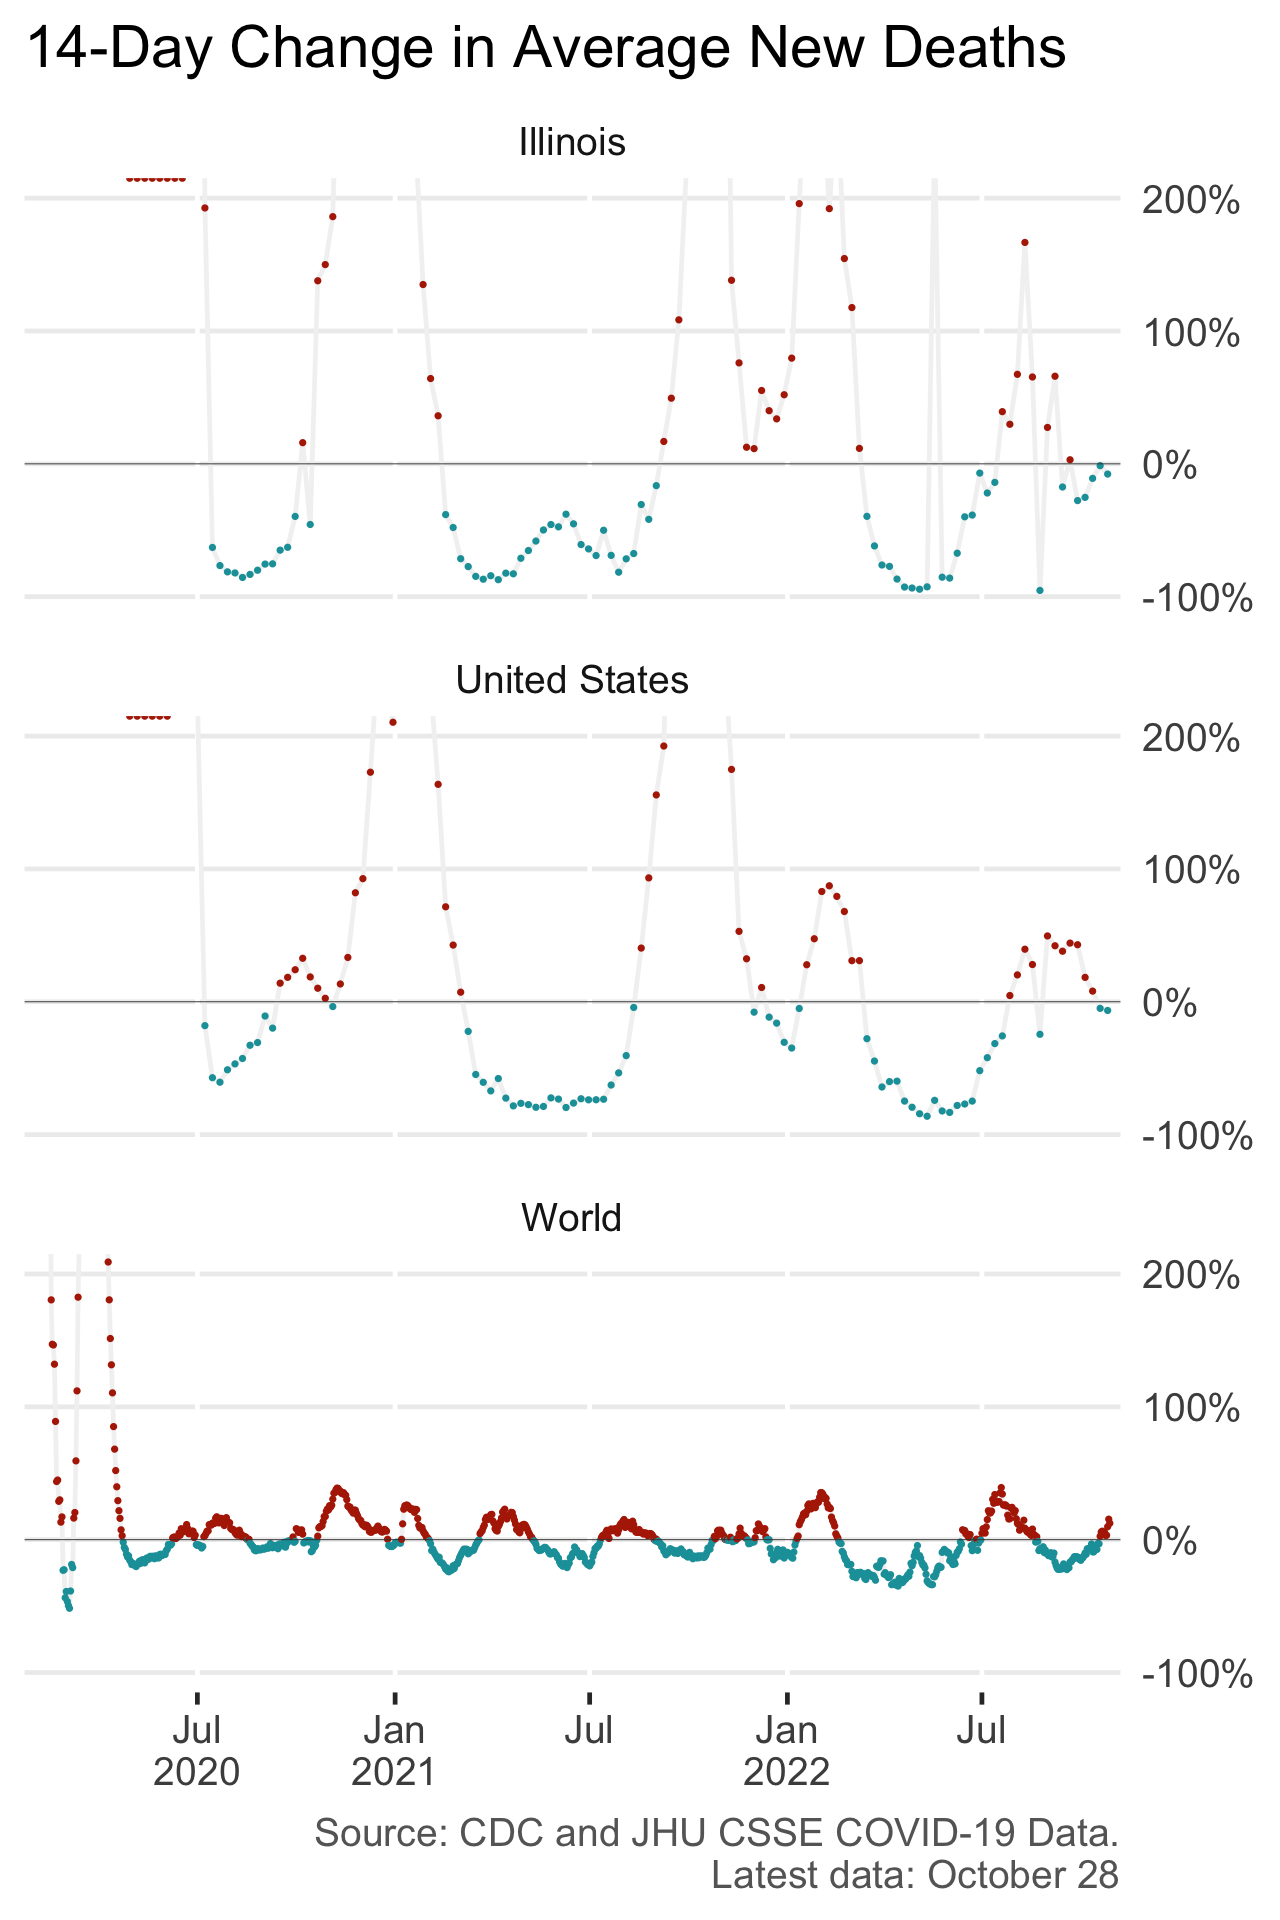 14-Day Change in Average New Deaths
Illinois
200%
100%
0%
-100%
United States
200%
100%
0%
-100%
World
200%
100%
0%
-100%
Jul Jan Jul Jan Jul
2020 2021 2022
Source: CDC and JHU CSSE COVID-19 Data.
Latest data: October 28